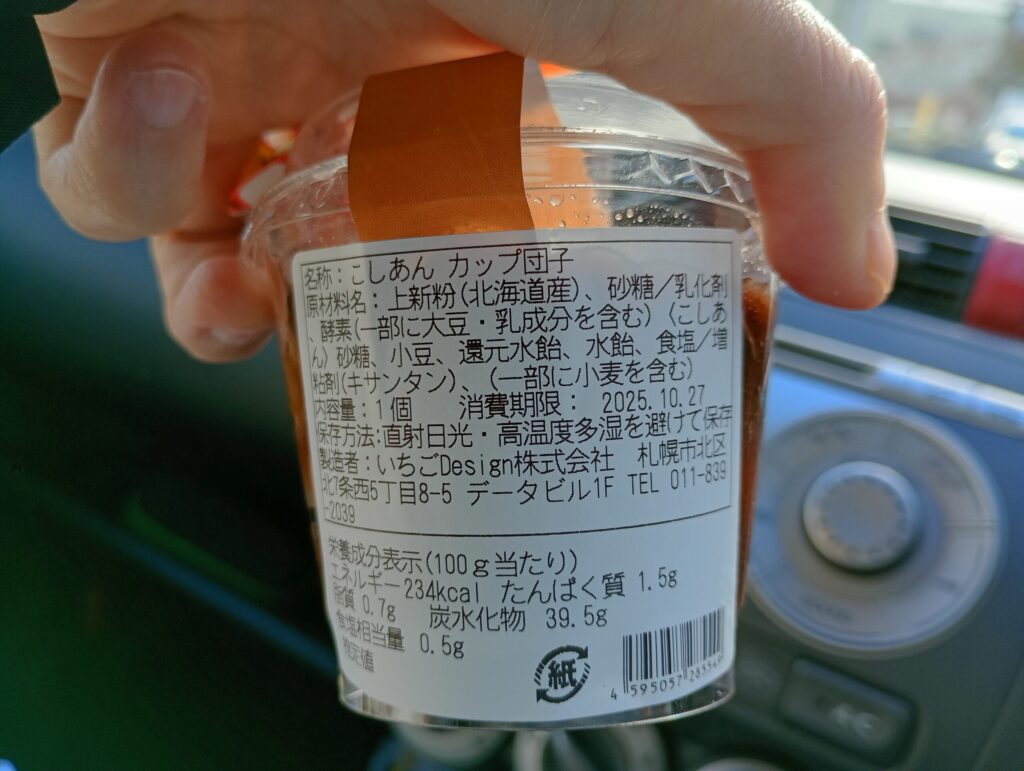 名称：こしあん カップ団子
原材料名：上新粉(北海道産)、砂糖／乳化剤
、酵素(一部に大豆・乳成分を含む)〈こしあ
ん〉砂糖、小豆、還元水飴、水飴、食塩／増
粘剤(キサンタン)、(一部に小麦を含む)
内容量：1個 消費期限： 2025.10.27
保存方法:直射日光・高温度多湿を避けて保存
製造者：いちごDesign株式会社 札幌市北区
北7条西5丁目8-5 データビル1F TEL 011-839
-2039
栄養成分表示(100g当たり)
エネルギー234kcal たんぱく質 1.5g
脂質 0.7g 炭水化物 39.5g
食塩相当量 0.5g
推定値
紙